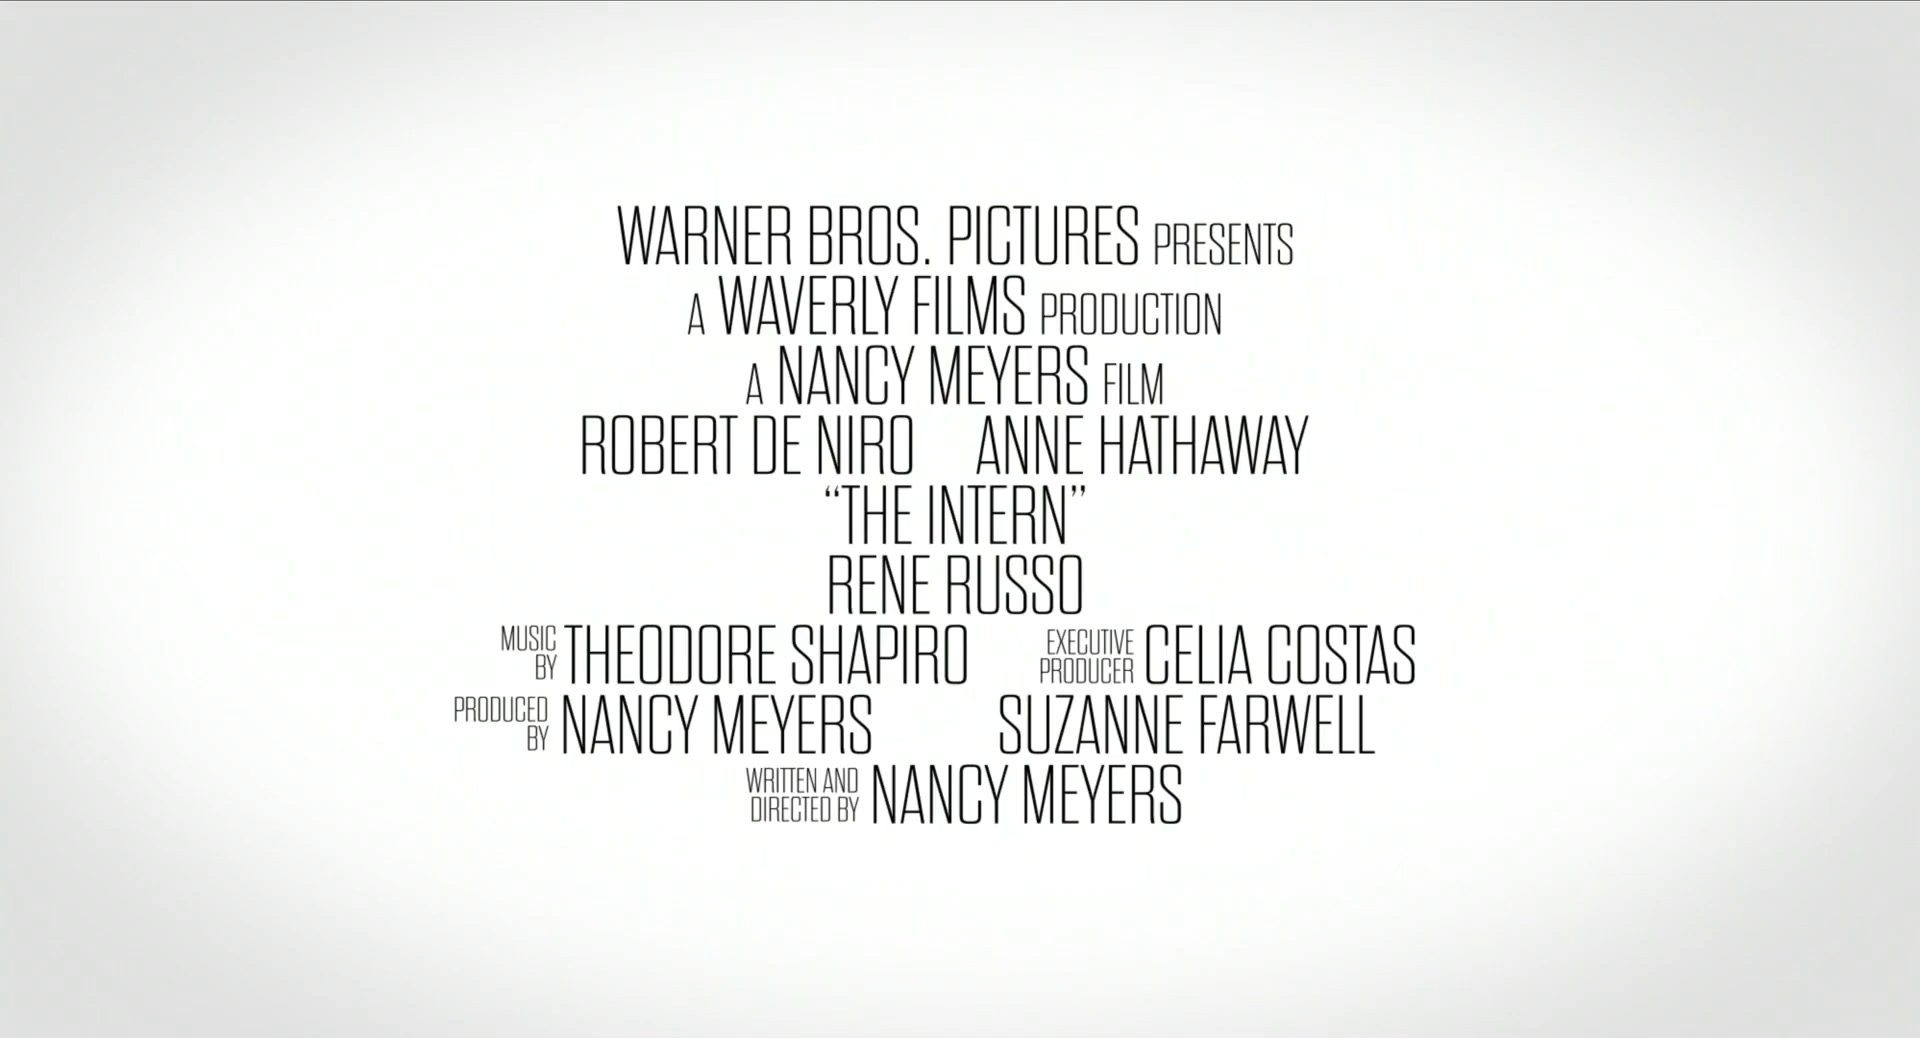 WARNER BROS. PICTURES PRESENTS
A WAVERLY FILMS PRODUCTION
A NANCY MEYERS FILM
ROBERT DE NIRO ANNE HATHAWAY
“THE INTERN”
RENE RUSSO
MUSIC BY THEODORE SHAPIRO EXECUTIVE PRODUCER CELIA COSTAS
PRODUCED BY NANCY MEYERS SUZANNE FARWELL
WRITTEN AND DIRECTED BY NANCY MEYERS